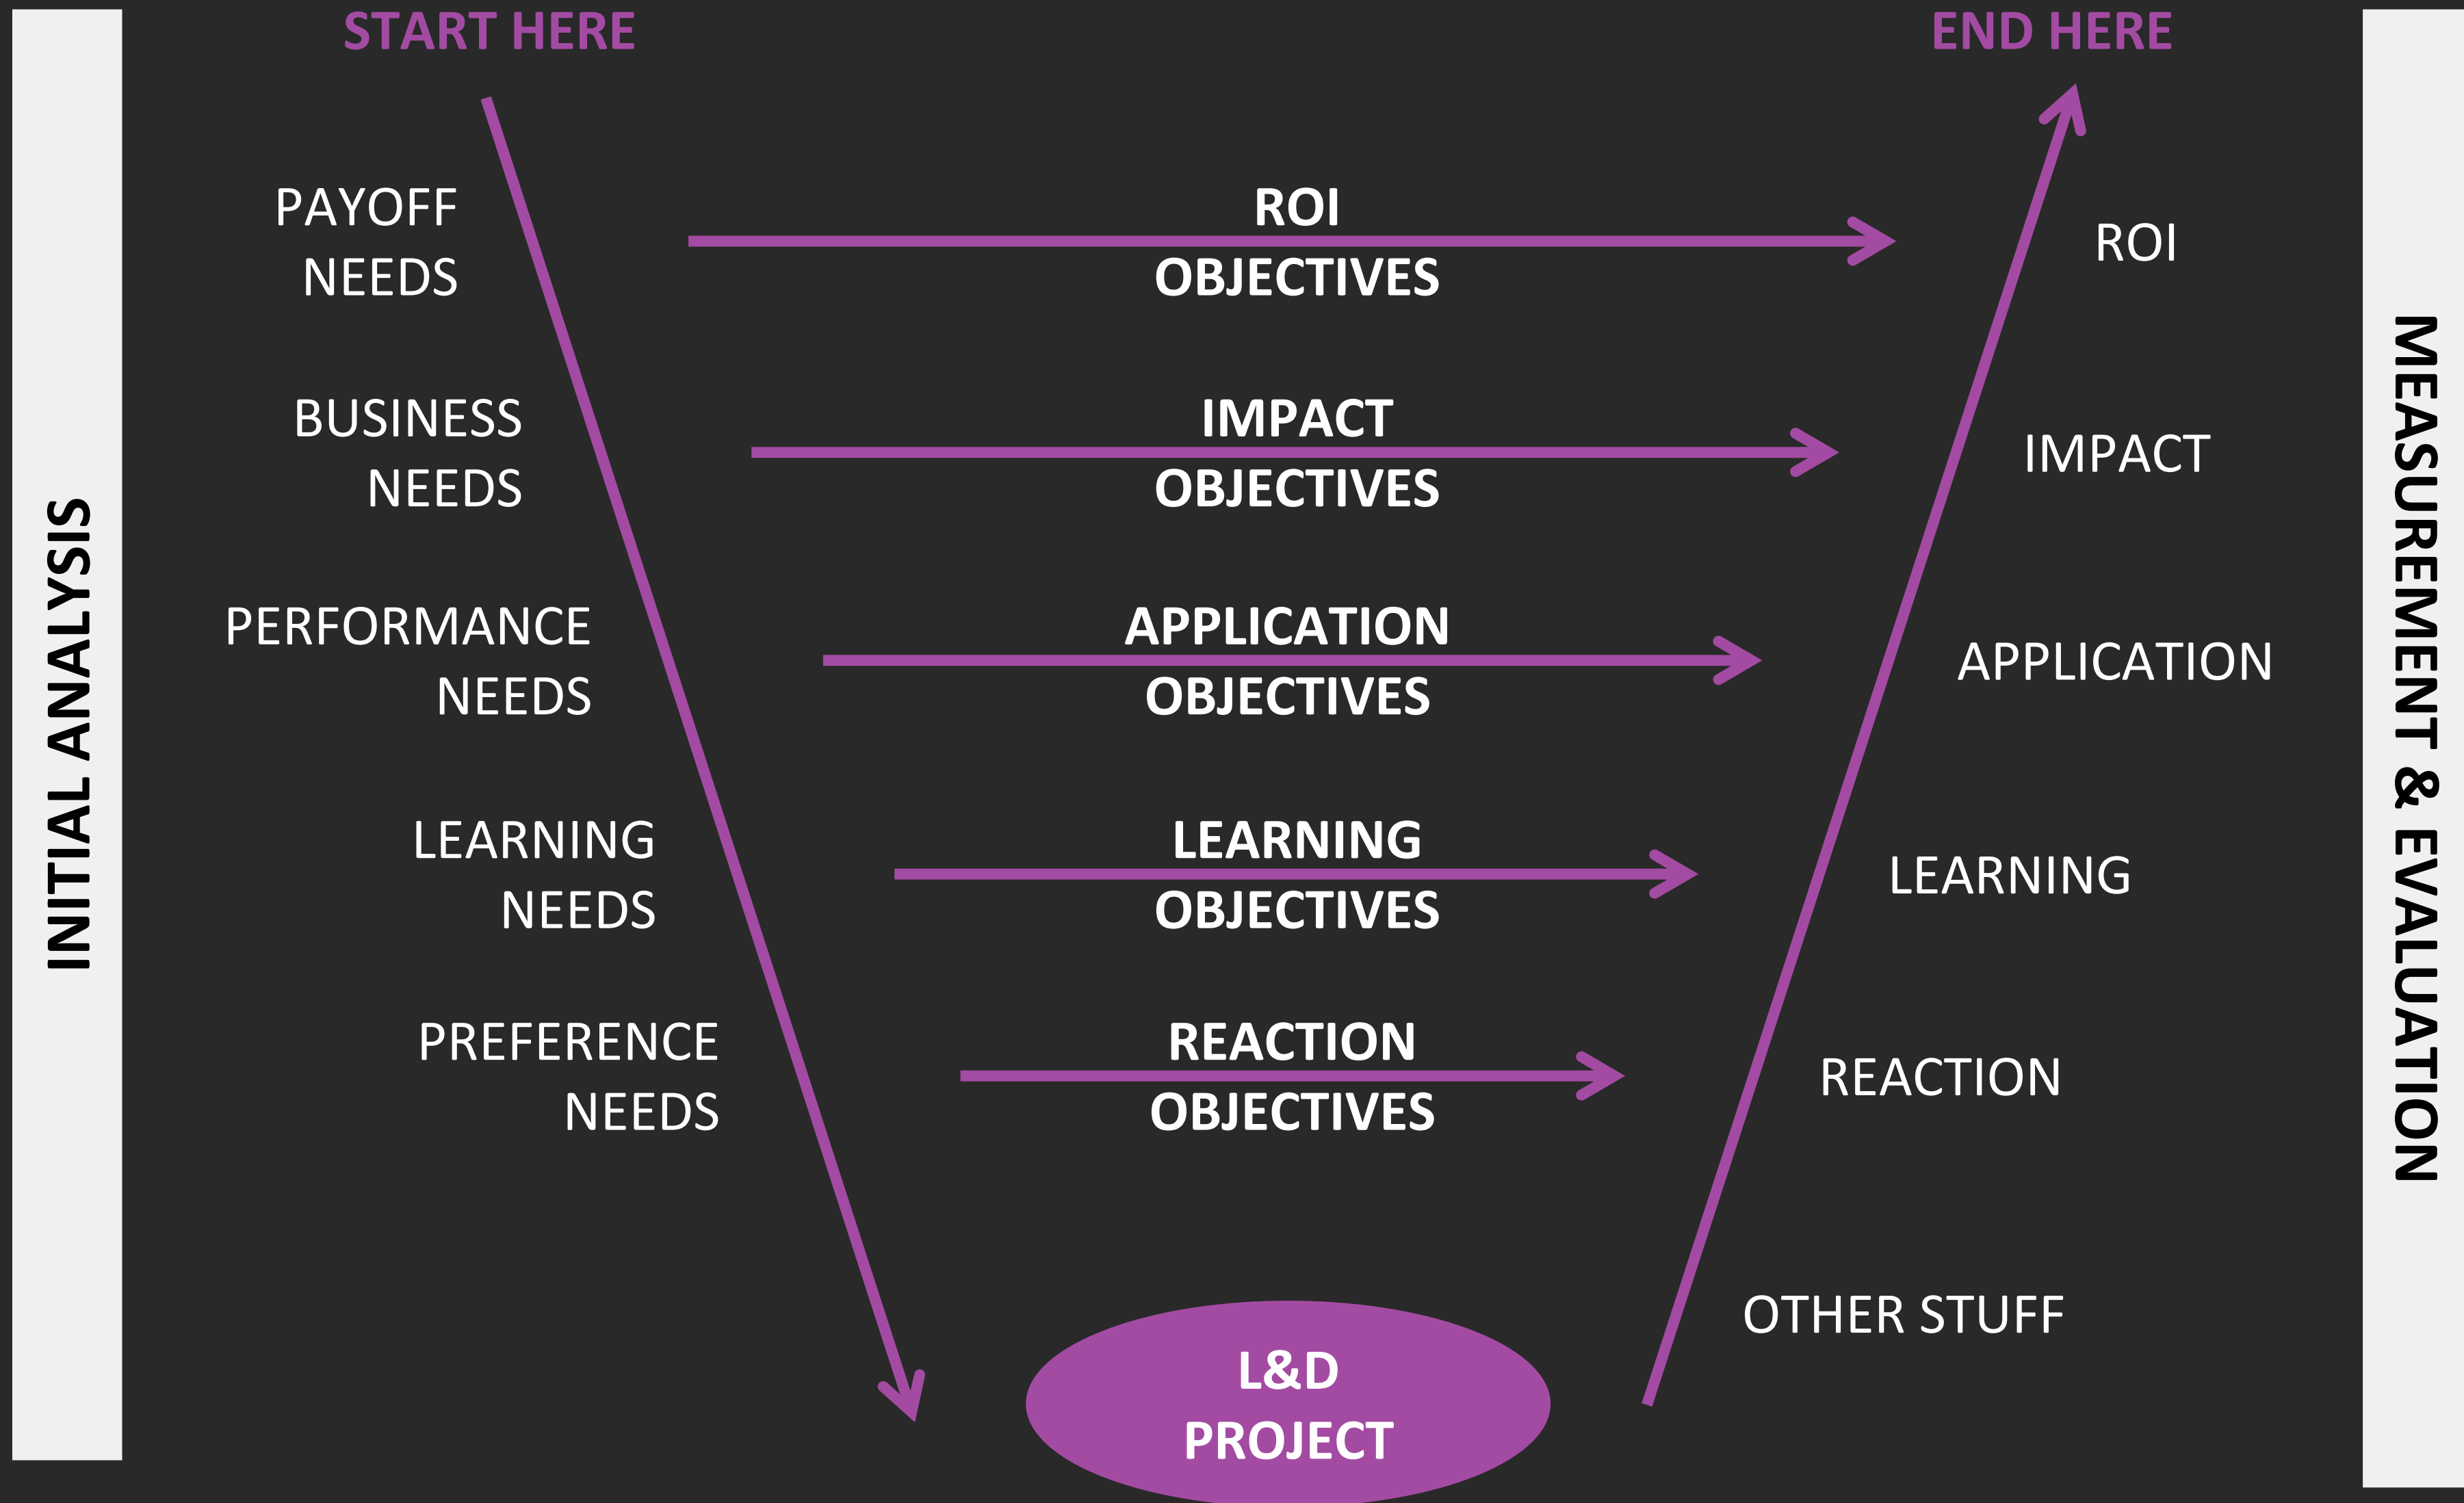 START HERE
END HERE
INITIAL ANALYSIS
PAYOFF
NEEDS
ROI
OBJECTIVES
ROI
BUSINESS
NEEDS
IMPACT
OBJECTIVES
IMPACT
PERFORMANCE
NEEDS
APPLICATION
OBJECTIVES
APPLICATION
LEARNING
NEEDS
LEARNING
OBJECTIVES
LEARNING
PREFERENCE
NEEDS
REACTION
OBJECTIVES
REACTION
OTHER STUFF
L&D
PROJECT
MEASUREMENT & EVALUATION